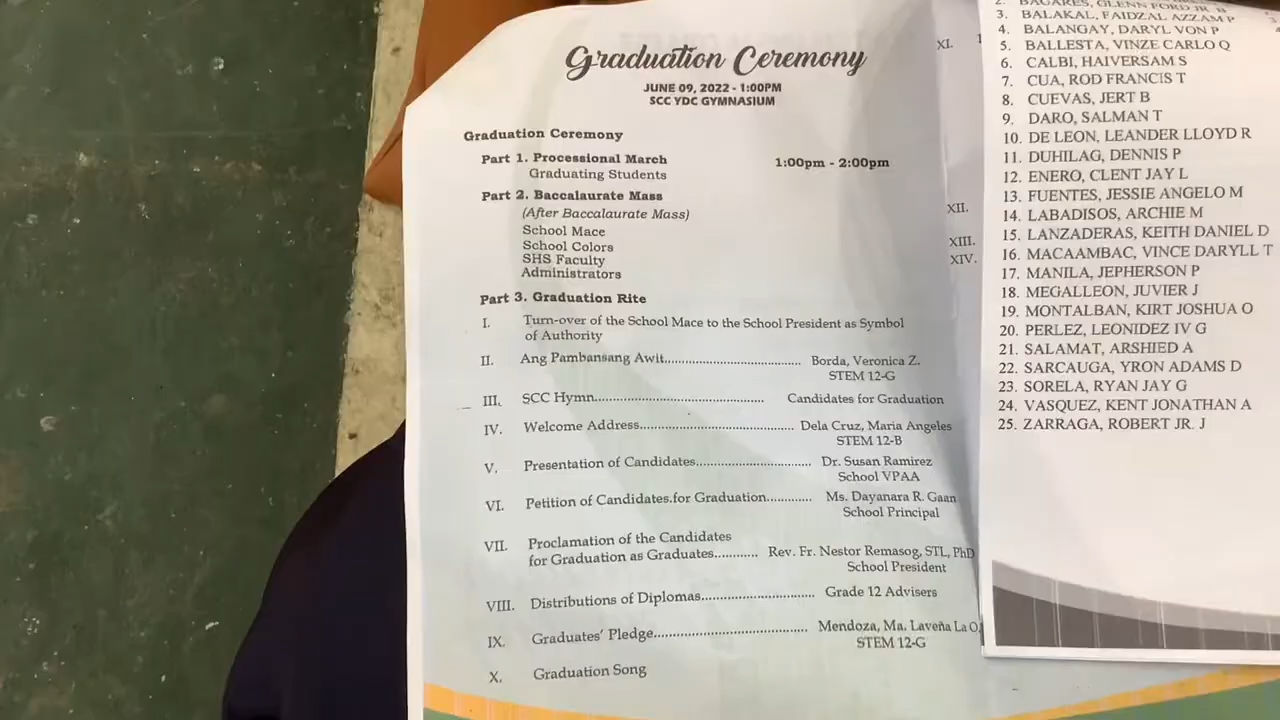 Graduation Ceremony
JUNE 09, 2022 - 1:00PM
SCC YDC GYMNASIUM
Graduation Ceremony
Part 1. Processional March 1:00pm - 2:00pm
Graduating Students
Part 2. Baccalaurate Mass
(After Baccalaurate Mass)
School Mace
School Colors
SHS Faculty
Administrators
Part 3. Graduation Rite
I. Turn-over of the School Mace to the School President as Symbol
of Authority
II. Ang Pambansang Awit.................................. Borda, Veronica Z.
STEM 12-G
III. SCC Hymn........................................... Candidates for Graduation
IV. Welcome Address....................................... Dela Cruz, Maria Angeles
STEM 12-B
V. Presentation of Candidates............................. Dr. Susan Ramirez
School VPAA
VI. Petition of Candidates.for Graduation............ Ms. Dayanara R. Gaan
School Principal
VII. Proclamation of the Candidates
for Graduation as Graduates........... Rev. Fr. Nestor Remasog, STL, PhD
School President
VIII. Distributions of Diplomas............................ Grade 12 Advisers
IX. Graduates' Pledge...................................... Mendoza, Ma. Laveña La O,
STEM 12-G
X. Graduation Song
XI.
XII.
XIII.
XIV.
2. BAGARES, GLENN FORD JR.
3. BALAKAL, FAIDZAL AZZAM P
4. BALANGAY, DARYL VON P
5. BALLESTA, VINZE CARLO Q
6. CALBI, HAIVERSAM S
7. CUA, ROD FRANCIS T
8. CUEVAS, JERT B
9. DARO, SALMAN T
10. DE LEON, LEANDER LLOYD R
11. DUHILAG, DENNIS P
12. ENERO, CLENT JAY L
13. FUENTES, JESSIE ANGELO M
14. LABADISOS, ARCHIE M
15. LANZADERAS, KEITH DANIEL D
16. MACAAMBAC, VINCE DARYLL T
17. MANILA, JEPHERSON P
18. MEGALLEON, JUVIER J
19. MONTALBAN, KIRT JOSHUA O
20. PERLEZ, LEONIDEZ IV G
21. SALAMAT, ARSHIED A
22. SARCAUGA, YRON ADAMS D
23. SORELA, RYAN JAY G
24. VASQUEZ, KENT JONATHAN A
25. ZARRAGA, ROBERT JR. J